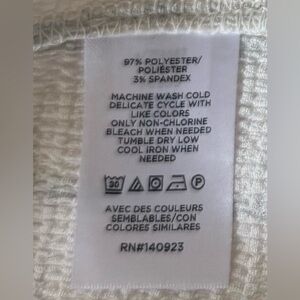 97% POLYESTER/
POLIÉSTER
3% SPANDEX
MACHINE WASH COLD
DELICATE CYCLE WITH
LIKE COLORS
ONLY NON-CHLORINE
BLEACH WHEN NEEDED
TUMBLE DRY LOW
COOL IRON WHEN
NEEDED
30 P
AVEC DES COULEURS
SEMBLABLES/CON
COLORES SIMILARES
RN#140923